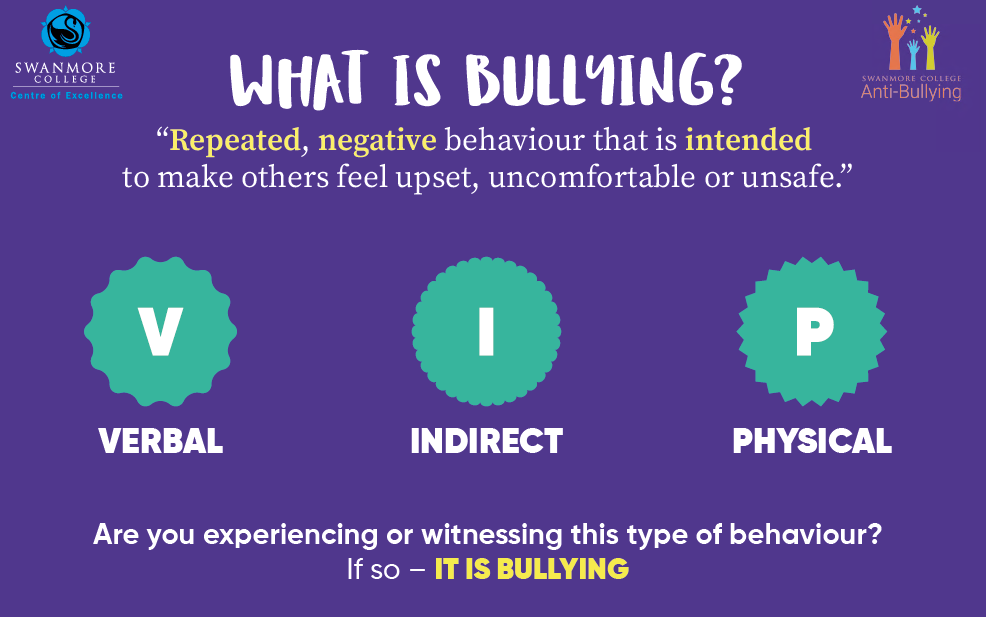 SWANMORE
COLLEGE
Centre of Excellence
SWANMORE COLLEGE
Anti-Bullying
WHAT IS BULLYING?
“Repeated, negative behaviour that is intended
to make others feel upset, uncomfortable or unsafe.”
V
VERBAL
I
INDIRECT
P
PHYSICAL
Are you experiencing or witnessing this type of behaviour?
If so – IT IS BULLYING